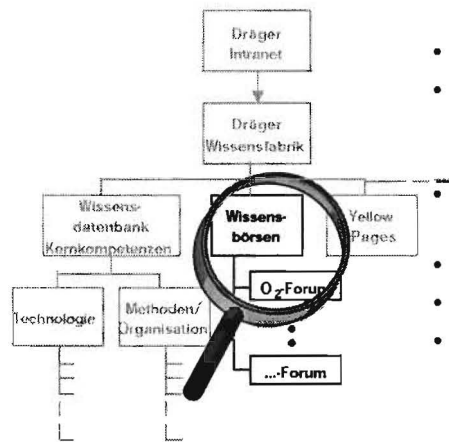 Dräger
Intranet
Dräger
Wissensfabrik
Wissens-
datenbank
Kernkompetenzen
Wissens-
börsen
Yellow
Pages
O₂-Forum
Technologie
Methoden/
Organisation
...-Forum